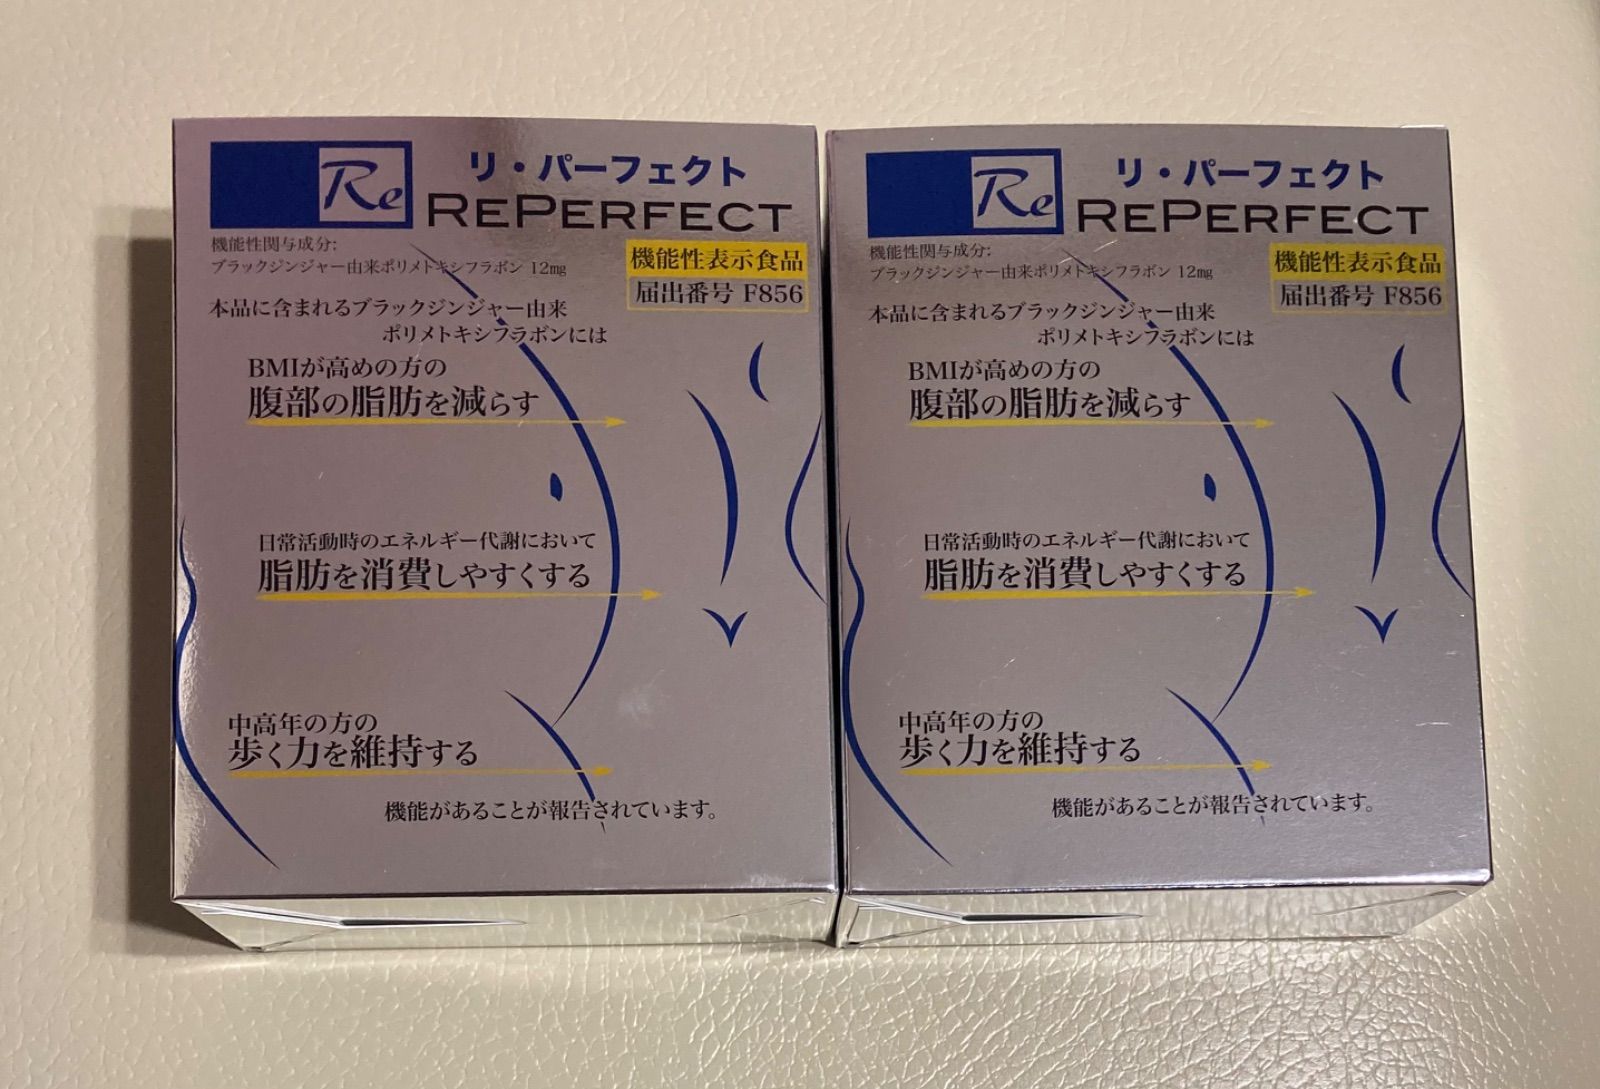 Re
リ・パーフェクト
REPERFECT
機能性関与成分:
ブラックジンジャー由来ポリメトキシフラボン 12mg
機能性表示食品
届出番号 F856
本品に含まれるブラックジンジャー由来
ポリメトキシフラボンには
BMIが高めの方の
腹部の脂肪を減らす
日常活動時のエネルギー代謝において
脂肪を消費しやすくする
中高年の方の
歩く力を維持する
機能があることが報告されています。
Re
リ・パーフェクト
REPERFECT
機能性関与成分:
ブラックジンジャー由来ポリメトキシフラボン 12mg
機能性表示食品
届出番号 F856
本品に含まれるブラックジンジャー由来
ポリメトキシフラボンには
BMIが高めの方の
腹部の脂肪を減らす
日常活動時のエネルギー代謝において
脂肪を消費しやすくする
中高年の方の
歩く力を維持する
機能があることが報告されています。